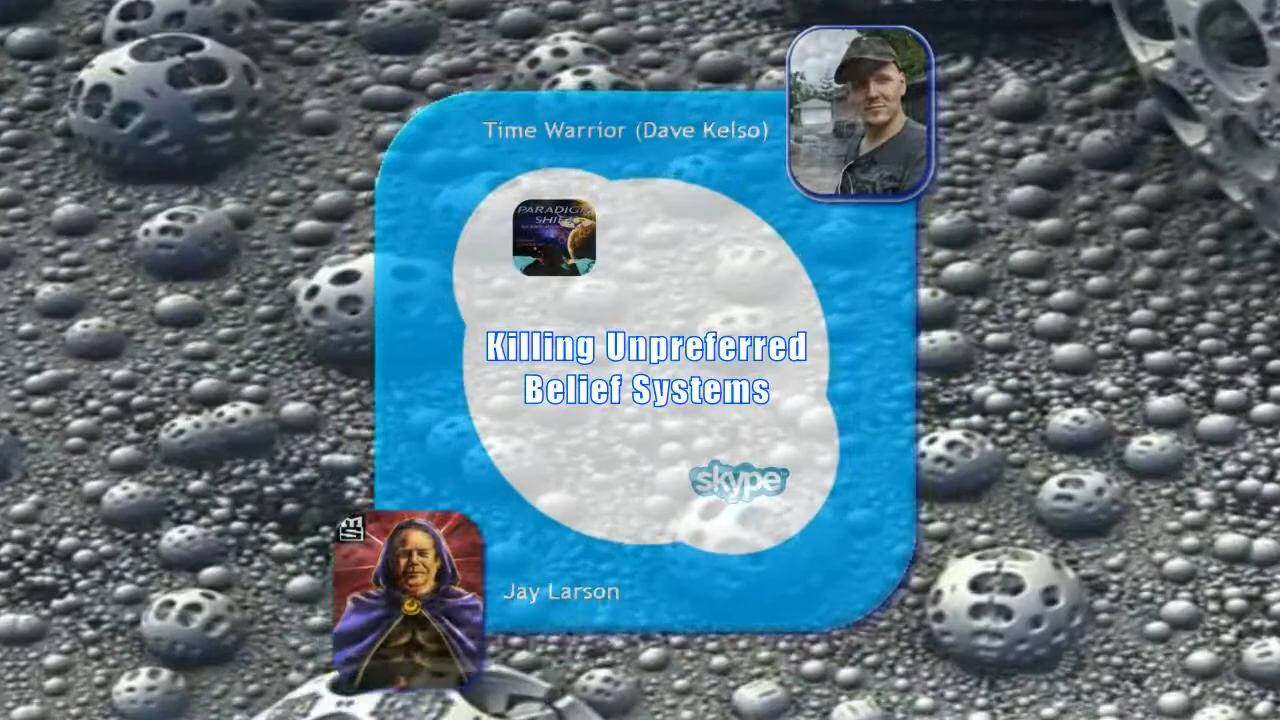 Time Warrior (Dave Kelso)
PARADIGM
SHIFT
Killing Unpreferred
Belief Systems
skype
Jay Larson